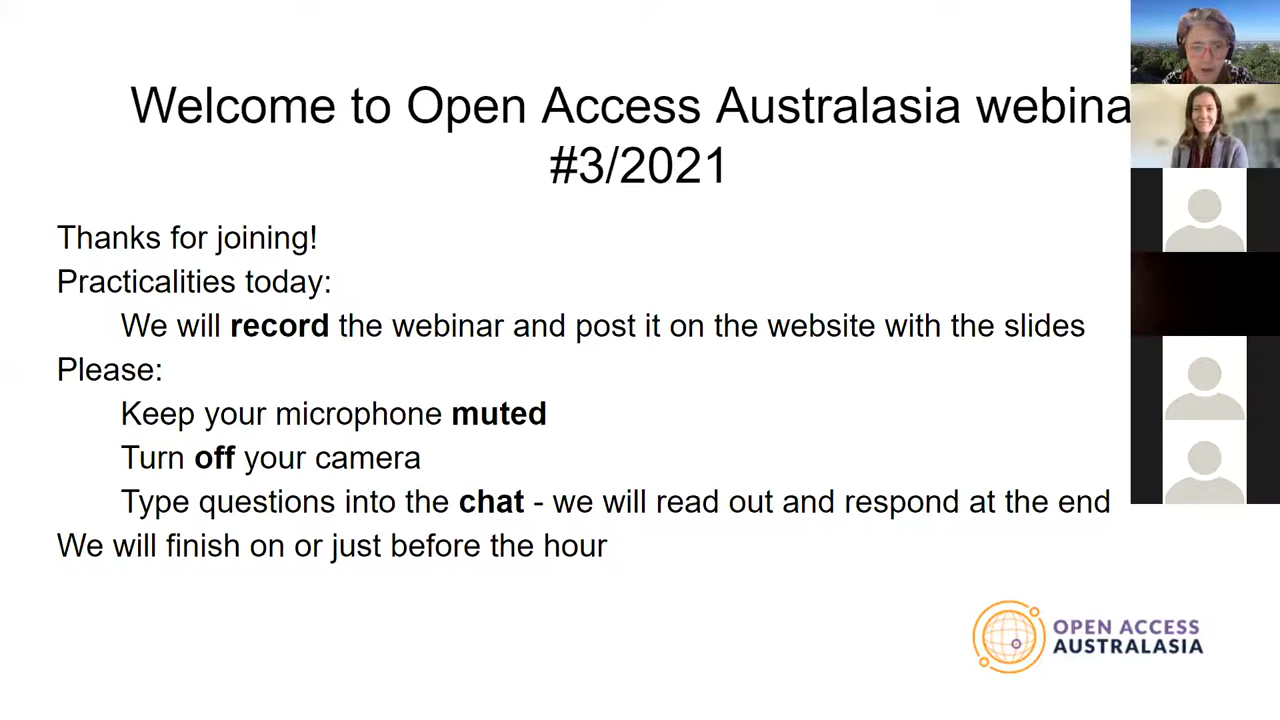 Welcome to Open Access Australasia webina
#3/2021
Thanks for joining!
Practicalities today:
We will record the webinar and post it on the website with the slides
Please:
Keep your microphone muted
Turn off your camera
Type questions into the chat - we will read out and respond at the end
We will finish on or just before the hour
OPEN ACCESS
AUSTRALASIA